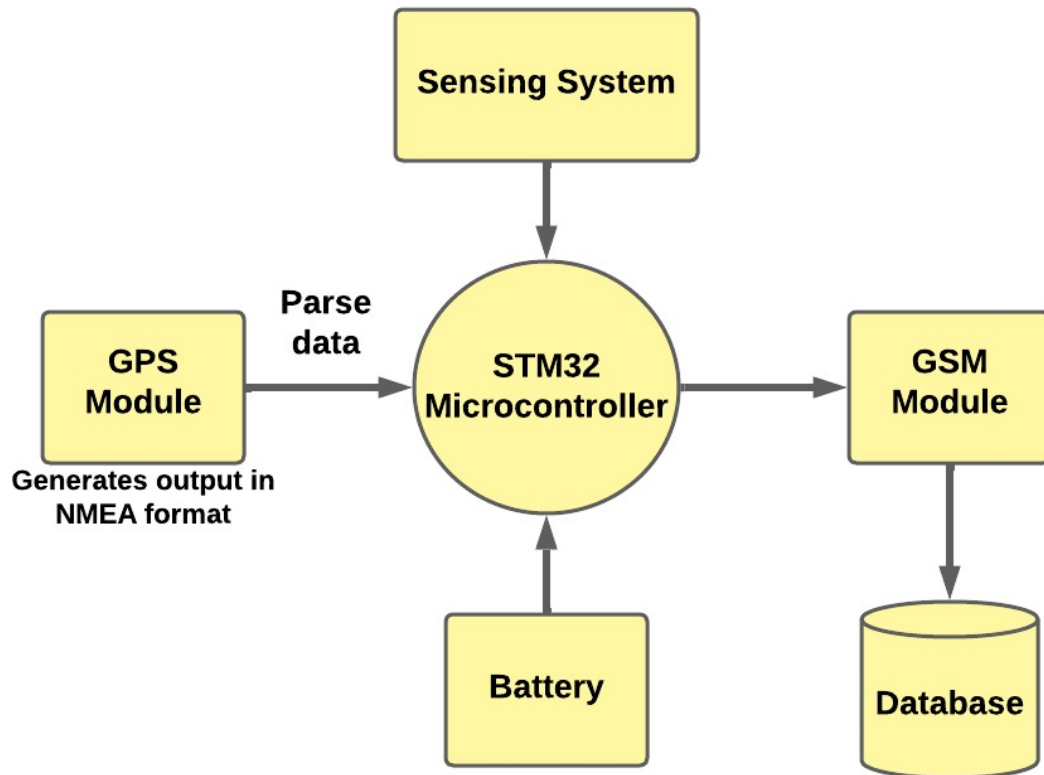 Sensing System
Parse
data
GPS
Module
Generates output in
NMEA format
STM32
Microcontroller
GSM
Module
Battery
Database